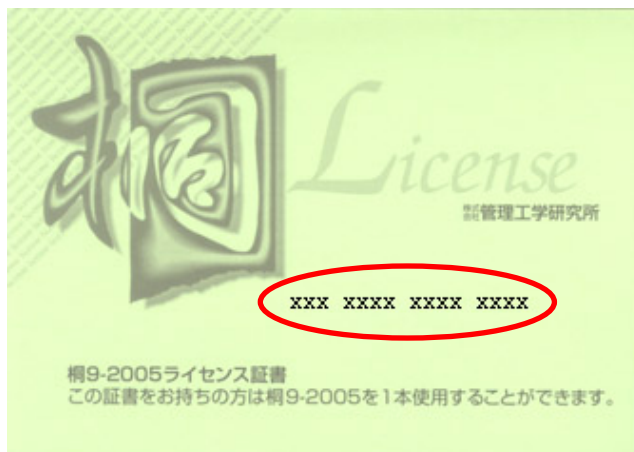 桐
License
株式会社管理工学研究所
xxx xxxx xxxx xxxx
桐9-2005ライセンス証書
この証書をお持ちの方は桐9-2005を1本使用することができます。